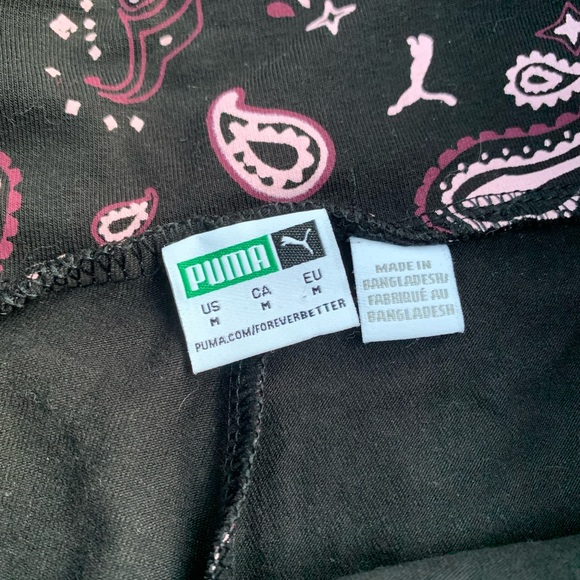 PUMA
US CA EU
M M M
PUMA.COM/FOREVERBETTER
MADE IN
BANGLADESH/
FABRIQUÉ AU
BANGLADESH